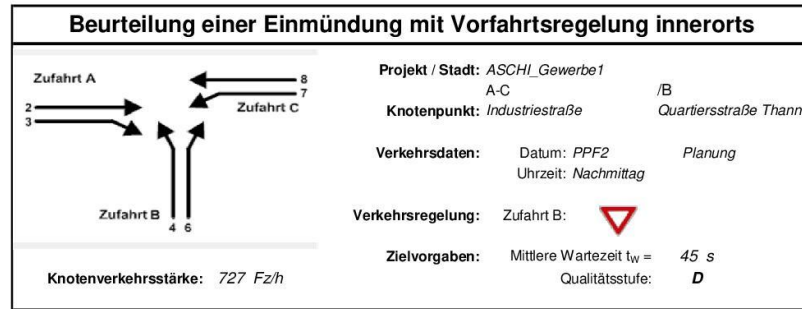 Beurteilung einer Einmündung mit Vorfahrtsregelung innerorts
Zufahrt A
8
7
Zufahrt C
2
3
Zufahrt B
4 6
Knotenverkehrsstärke: 727 Fz/h
Projekt / Stadt: ASCHI_Gewerbe1
A-C /B
Knotenpunkt: Industriestraße Quartiersstraße Thann
Verkehrsdaten: Datum: PPF2 Planung
Uhrzeit: Nachmittag
Verkehrsregelung: Zufahrt B:
Zielvorgaben: Mittlere Wartezeit tw = 45 s
Qualitätsstufe: D